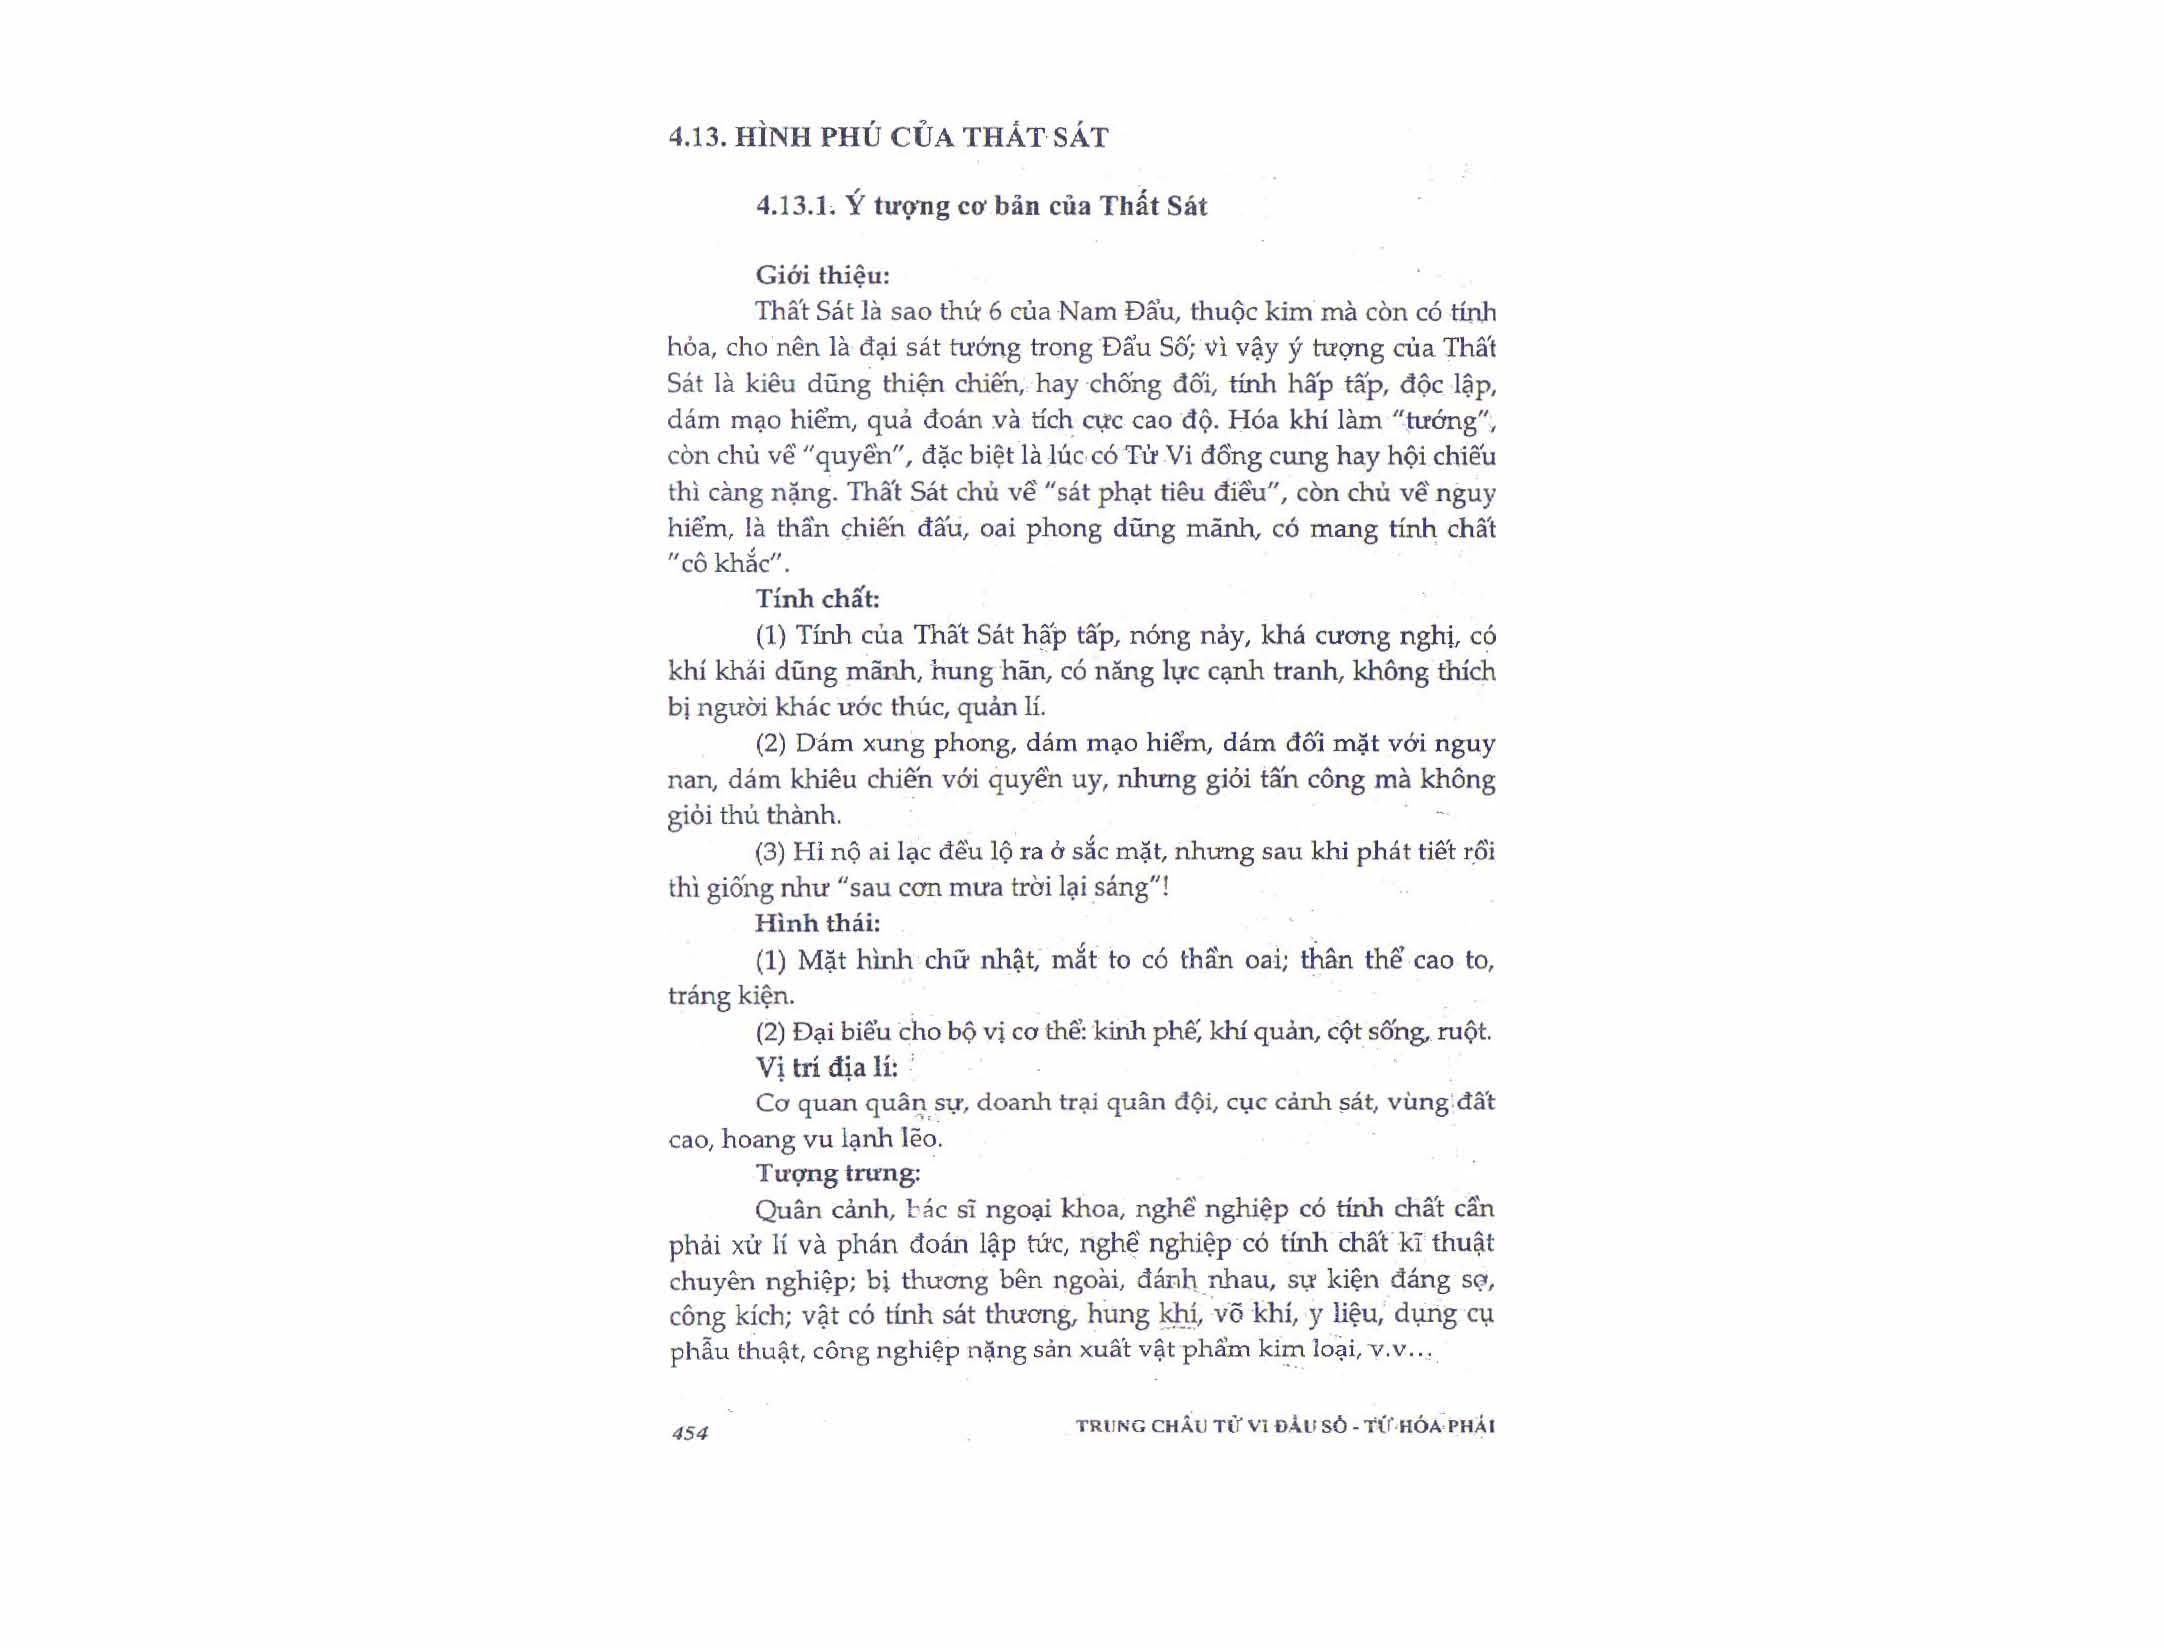 4.13. HÌNH PHÚ CỦA THẤT SÁT
4.13.1. Ý tượng cơ bản của Thất Sát
Giới thiệu:
Thất Sát là sao thứ 6 của Nam Đẩu, thuộc kim mà còn có tính
hỏa, cho nên là đại sát tướng trong Đẩu Số; vì vậy ý tượng của Thất
Sát là kiêu dũng thiện chiến, hay chống đối, tính hấp tấp, độc lập,
dám mạo hiểm, quả đoán và tích cực cao độ. Hóa khí làm "tướng",
còn chủ về "quyền", đặc biệt là lúc có Tử Vi đồng cung hay hội chiếu
thì càng nặng. Thất Sát chủ về "sát phạt tiêu điều", còn chủ về nguy
hiểm, là thần chiến đấu, oai phong dũng mãnh, có mang tính chất
"cô khắc".
Tính chất:
(1) Tính của Thất Sát hấp tấp, nóng nảy, khá cương nghị, có
khí khái dũng mãnh, hung hãn, có năng lực cạnh tranh, không thích
bị người khác ước thúc, quản lí.
(2) Dám xung phong, dám mạo hiểm, dám đối mặt với nguy
nan, dám khiêu chiến với quyền uy, nhưng giỏi tấn công mà không
giỏi thủ thành.
(3) Hỉ nộ ai lạc đều lộ ra ở sắc mặt, nhưng sau khi phát tiết rồi
thì giống như "sau cơn mưa trời lại sáng"!
Hình thái:
(1) Mặt hình chữ nhật, mắt to có thần oai; thân thể cao to,
tráng kiện.
(2) Đại biểu cho bộ vị cơ thể: kinh phế, khí quản, cột sống, ruột.
Vị trí địa lí:
Cơ quan quân sự, doanh trại quân đội, cục cảnh sát, vùng đất
cao, hoang vu lạnh lẽo.
Tượng trưng:
Quân cảnh, bác sĩ ngoại khoa, nghề nghiệp có tính chất cần
phải xử lí và phán đoán lập tức, nghề nghiệp có tính chất kĩ thuật
chuyên nghiệp; bị thương bên ngoài, đánh nhau, sự kiện đáng sợ,
công kích; vật có tính sát thương, hung khí, võ khí, y liệu, dụng cụ
phẫu thuật, công nghiệp nặng sản xuất vật phẩm kim loại, v.v...
454
TRUNG CHÂU TỬ VI ĐẨU SỐ - TỨ HÓA PHÁI